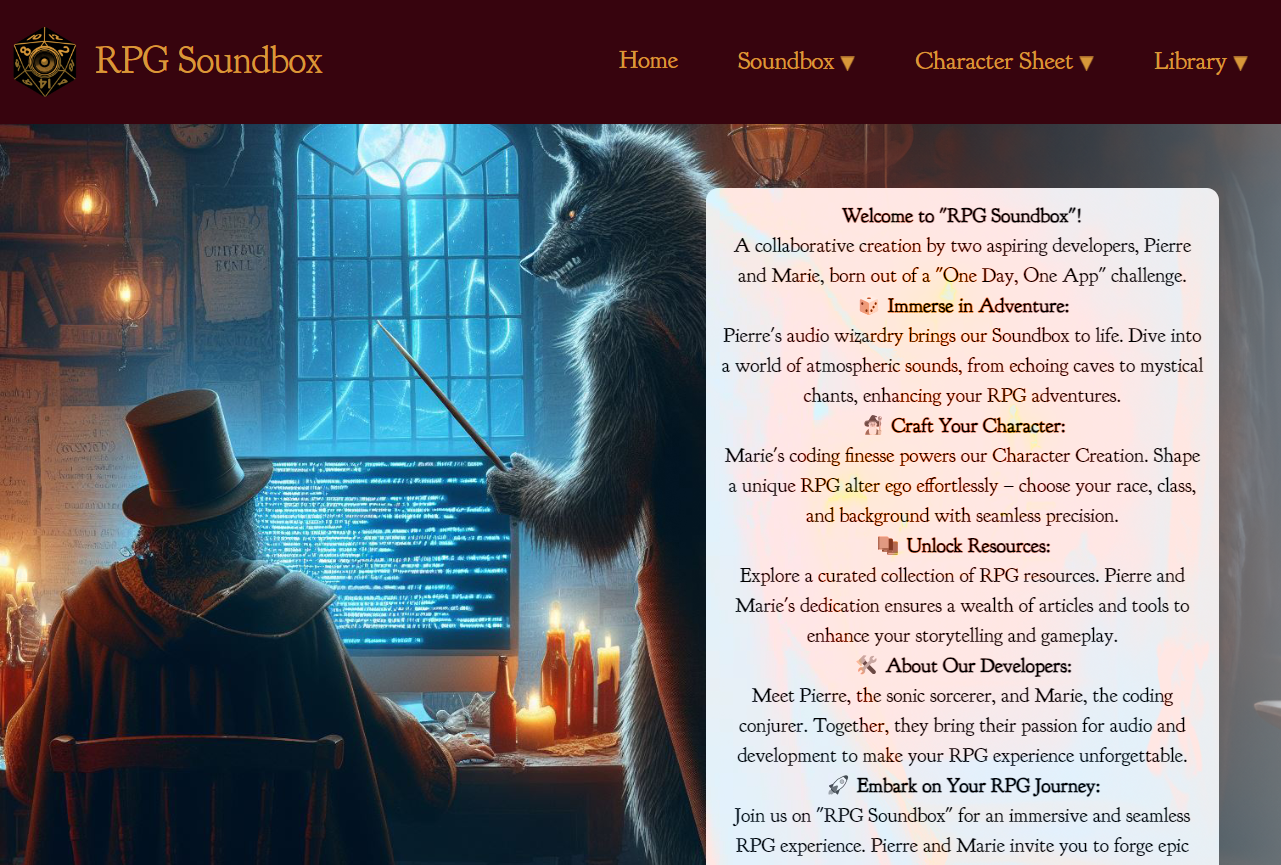 RPG Soundbox
Home
Soundbox ▼
Character Sheet ▼
Library ▼
8
2
14
Welcome to "RPG Soundbox"!
A collaborative creation by two aspiring developers, Pierre
and Marie, born out of a "One Day, One App" challenge.
🎲 Immerse in Adventure:
Pierre's audio wizardry brings our Soundbox to life. Dive into
a world of atmospheric sounds, from echoing caves to mystical
chants, enhancing your RPG adventures.
🧙 Craft Your Character:
Marie's coding finesse powers our Character Creation. Shape
a unique RPG alter ego effortlessly – choose your race, class,
and background with seamless precision.
📚 Unlock Resources:
Explore a curated collection of RPG resources. Pierre and
Marie's dedication ensures a wealth of articles and tools to
enhance your storytelling and gameplay.
🛠 About Our Developers:
Meet Pierre, the sonic sorcerer, and Marie, the coding
conjurer. Together, they bring their passion for audio and
development to make your RPG experience unforgettable.
🚀 Embark on Your RPG Journey:
Join us on "RPG Soundbox" for an immersive and seamless
RPG experience. Pierre and Marie invite you to forge epic